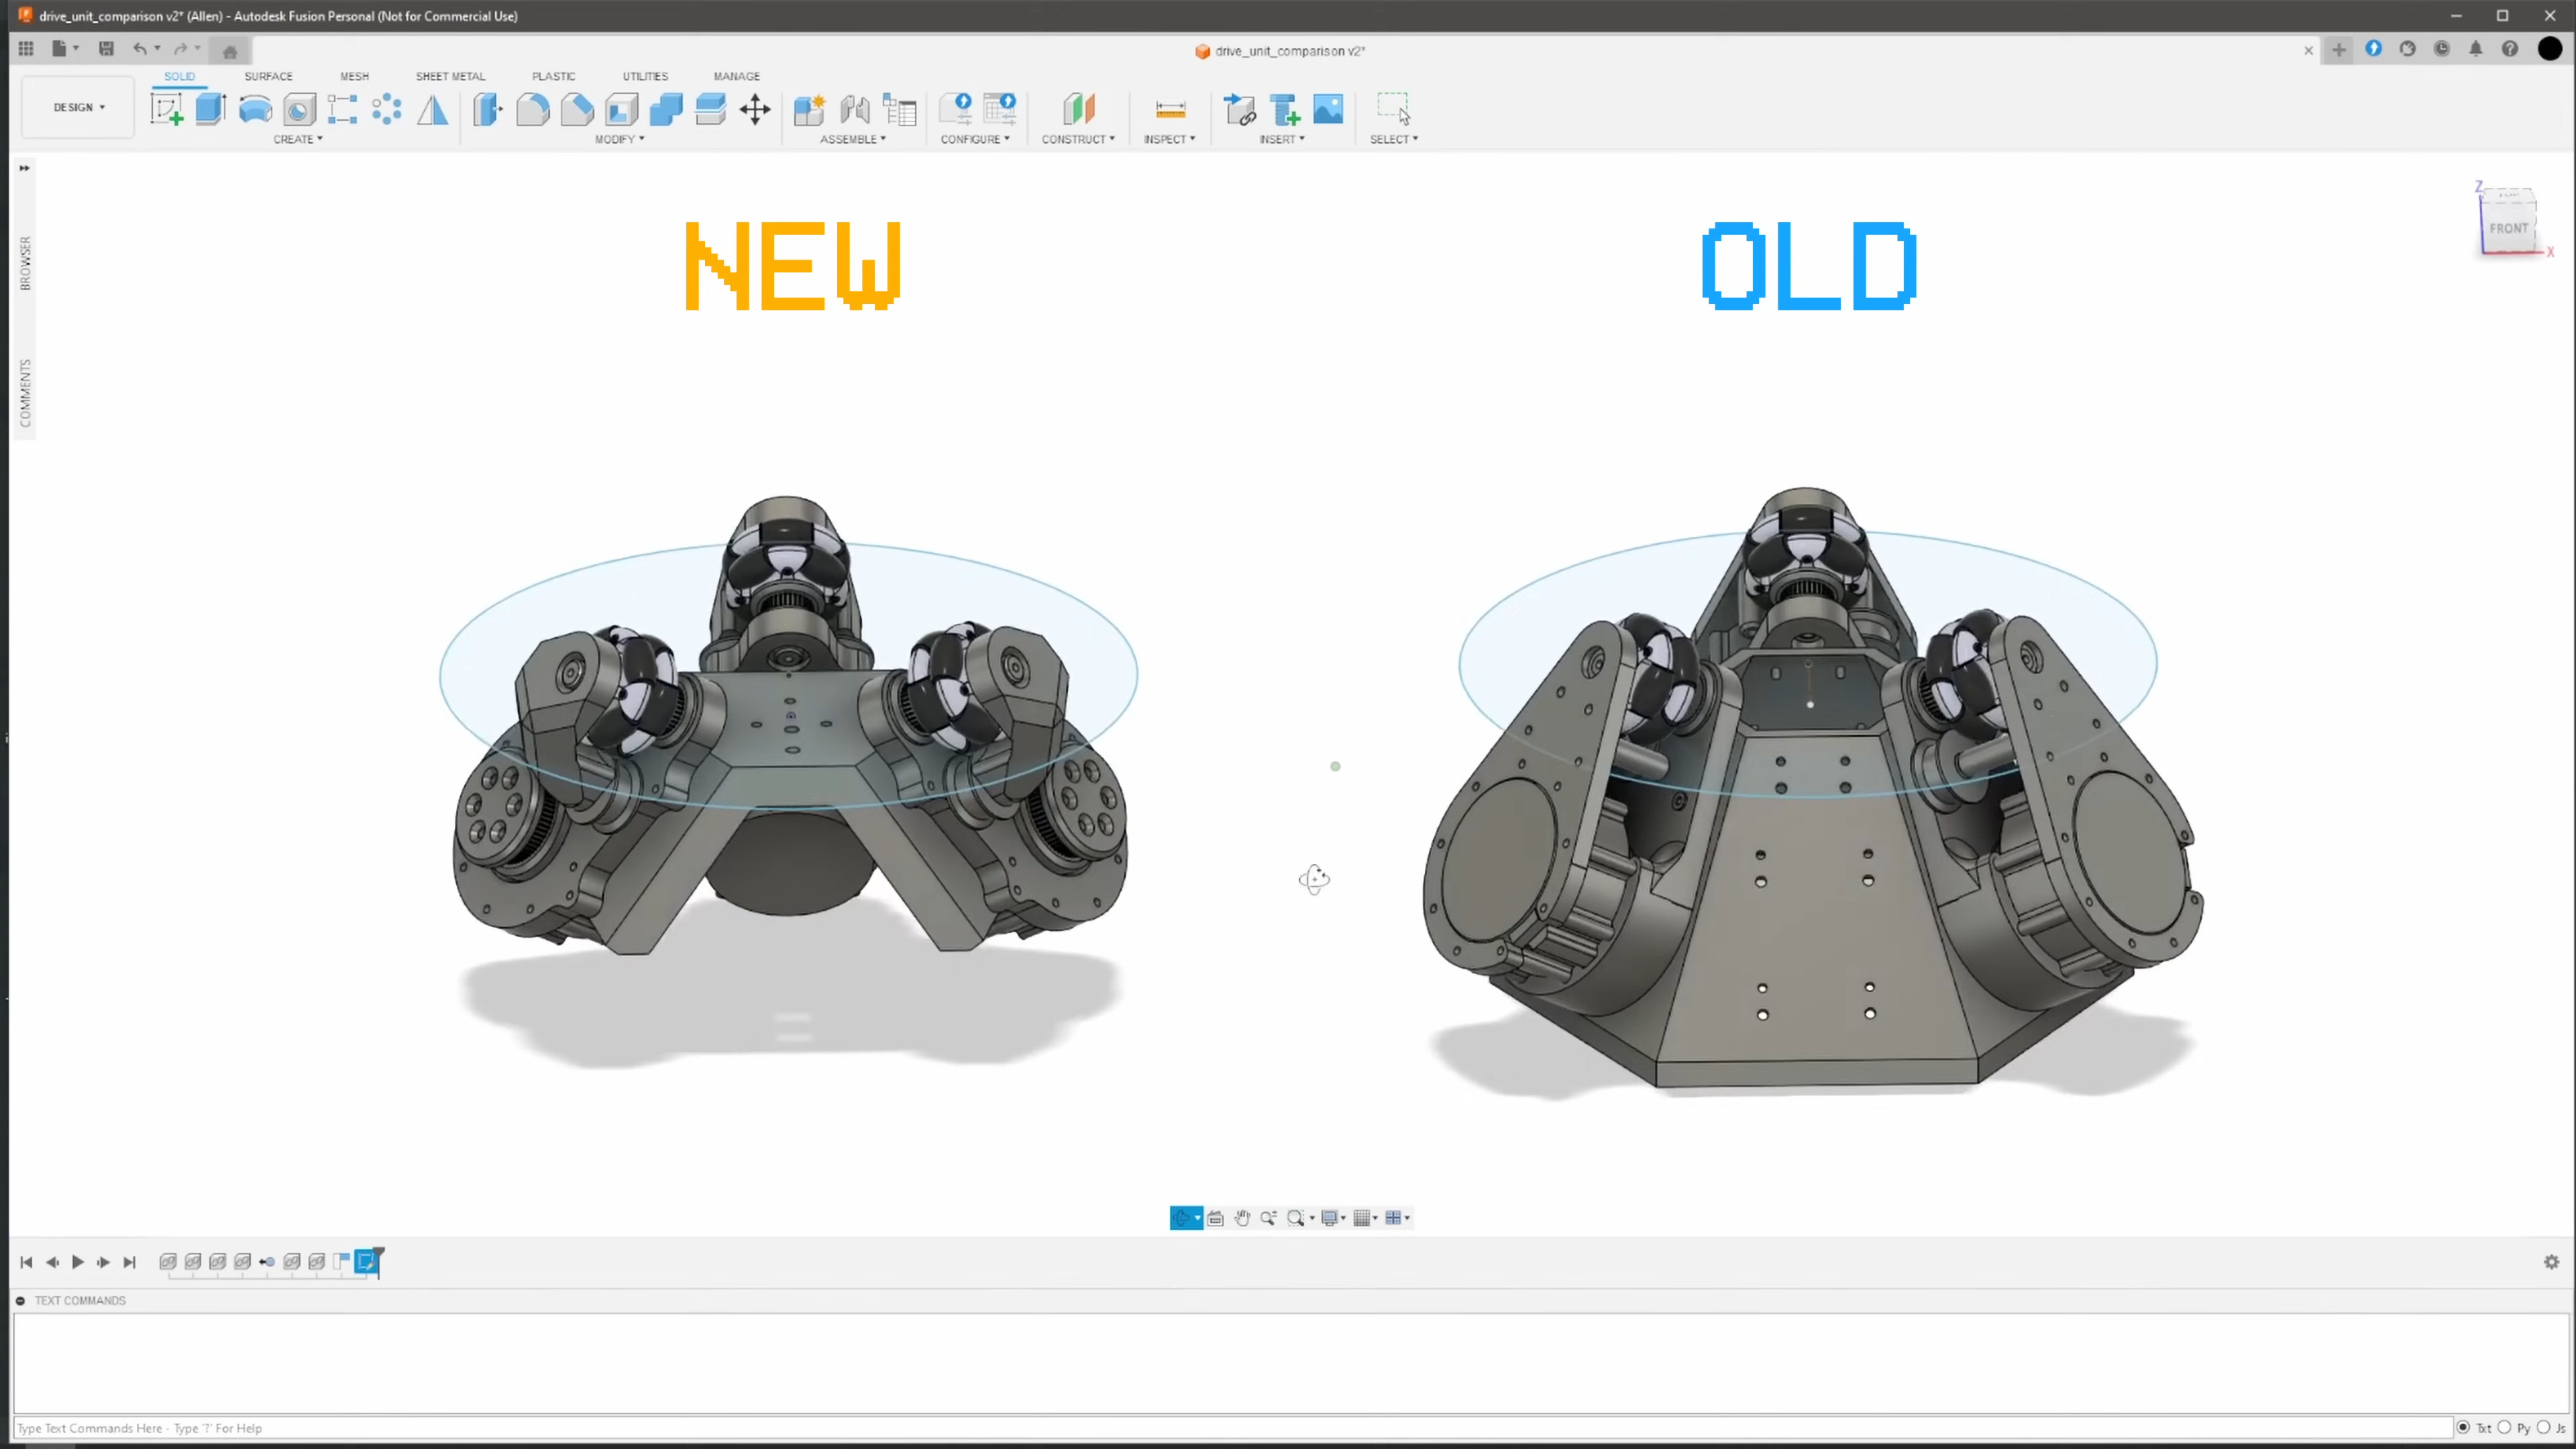 drive_unit_comparison v2* (Allen) - Autodesk Fusion Personal (Not for Commercial Use)
drive_unit_comparison v2*
SOLID SURFACE MESH SHEET METAL PLASTIC UTILITIES MANAGE
DESIGN
CREATE MODIFY ASSEMBLE CONFIGURE CONSTRUCT INSPECT INSERT SELECT
BROWSER
COMMENTS
NEW
OLD
Z
FRONT
X
TEXT COMMANDS
Type Text Commands Here - Type '?' For Help
Txt Py Js